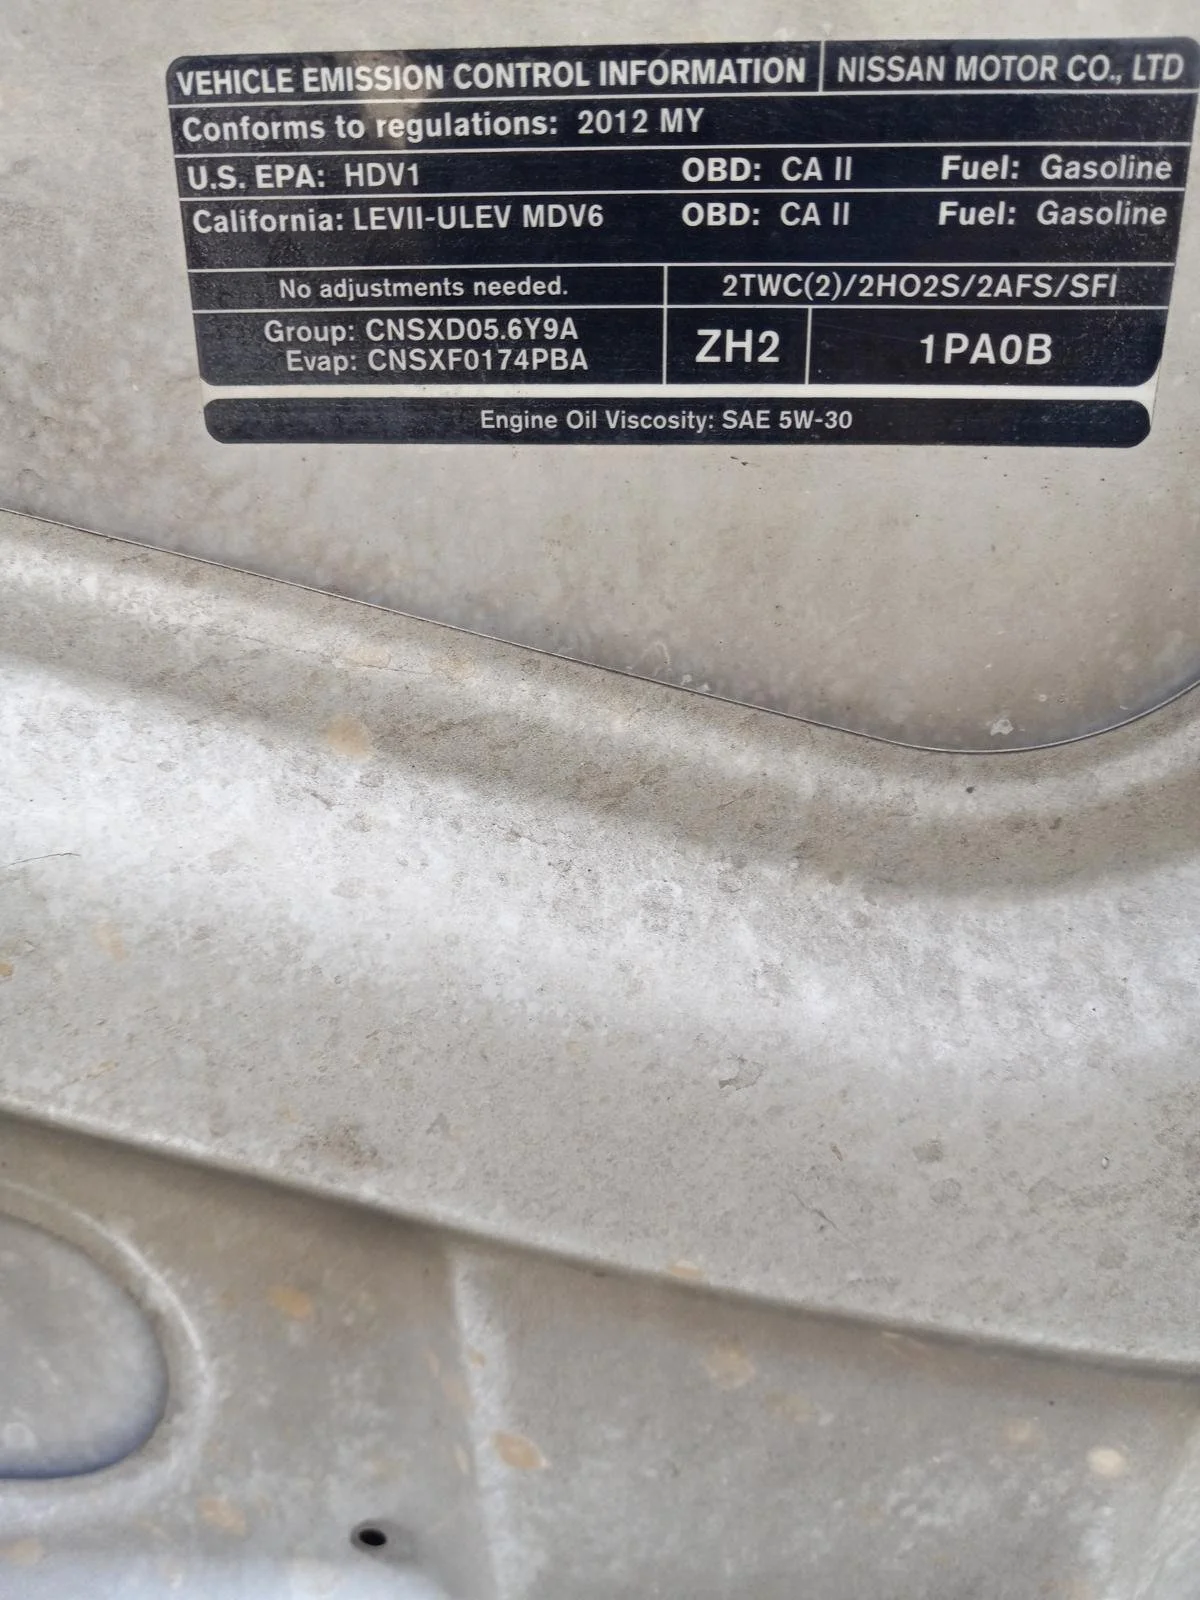 VEHICLE EMISSION CONTROL INFORMATION NISSAN MOTOR CO., LTD
Conforms to regulations: 2012 MY
U.S. EPA: HDV1 OBD: CA II Fuel: Gasoline
California: LEVII-ULEV MDV6 OBD: CA II Fuel: Gasoline
No adjustments needed. 2TWC(2)/2HO2S/2AFS/SFI
Group: CNSXD05.6Y9A
Evap: CNSXF0174PBA
ZH2 1PA0B
Engine Oil Viscosity: SAE 5W-30